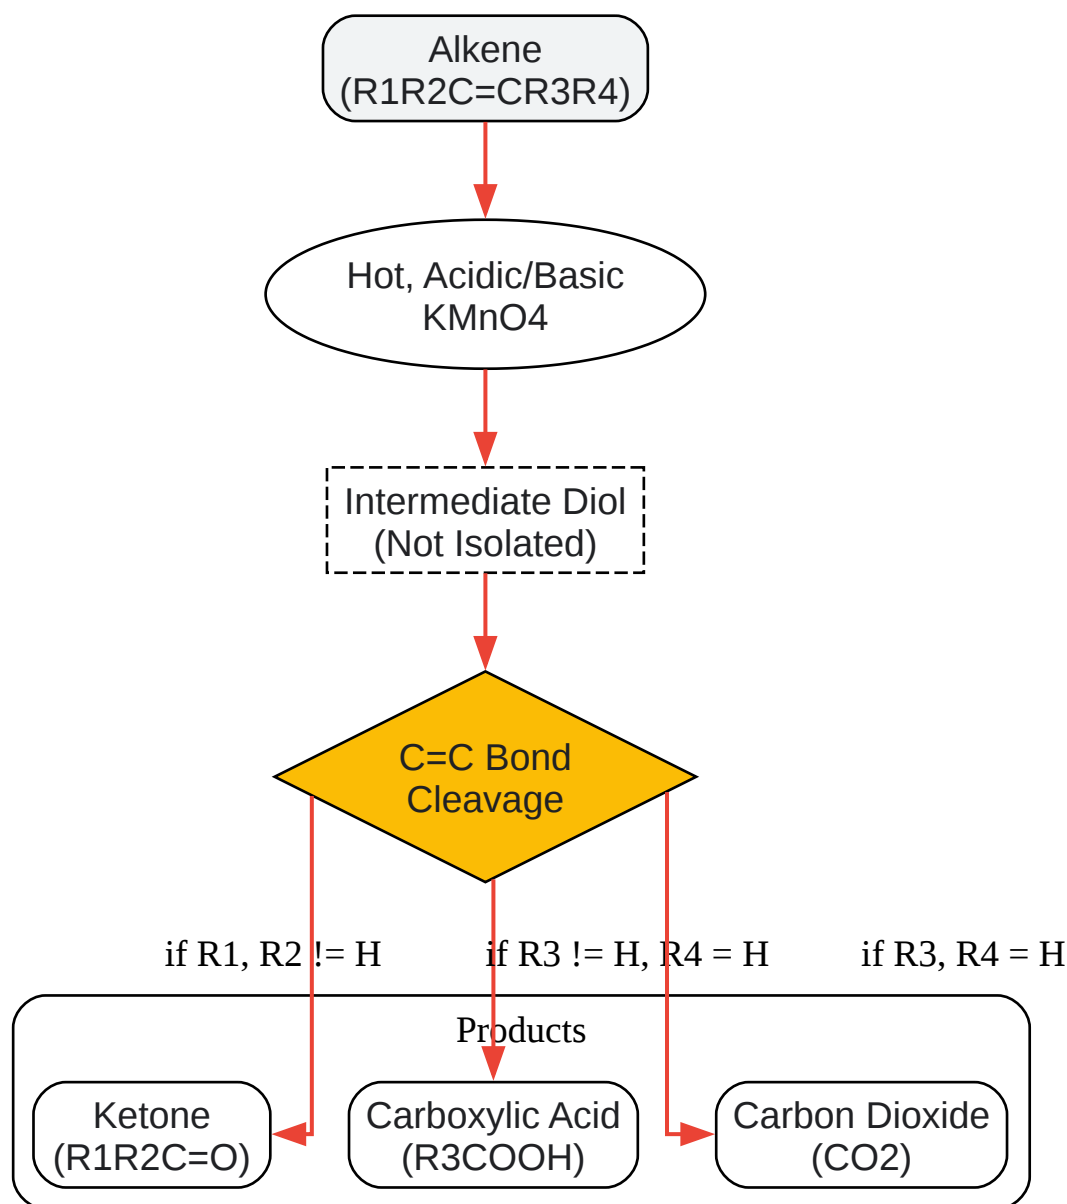 Alkene
(R1R2C=CR3R4)
Hot, Acidic/Basic
KMnO4
Intermediate Diol
(Not Isolated)
C=C Bond
Cleavage
if R1, R2 != H
if R3 != H, R4 = H
if R3, R4 = H
Products
Ketone
(R1R2C=O)
Carboxylic Acid
(R3COOH)
Carbon Dioxide
(CO2)